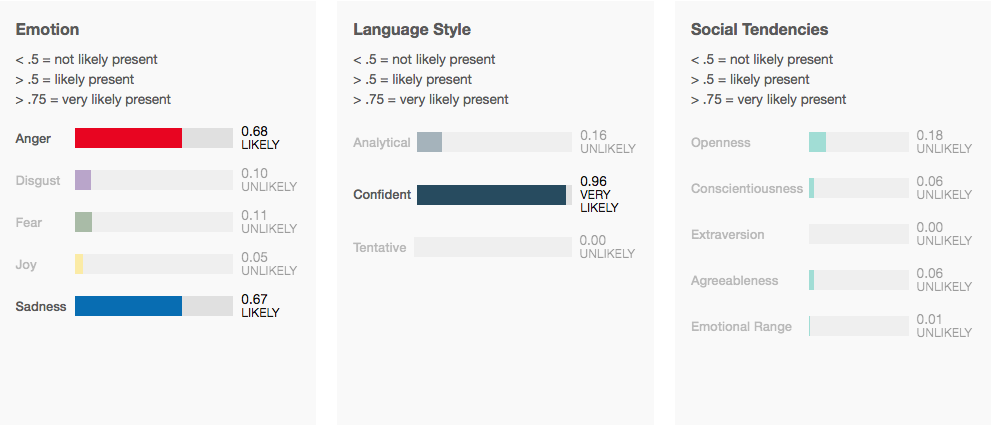 Emotion
< .5 = not likely present
> .5 = likely present
> .75 = very likely present
Anger
0.68
LIKELY
Disgust
0.10
UNLIKELY
Fear
0.11
UNLIKELY
Joy
0.05
UNLIKELY
Sadness
0.67
LIKELY
Language Style
< .5 = not likely present
> .5 = likely present
> .75 = very likely present
Analytical
0.16
UNLIKELY
Confident
0.96
VERY
LIKELY
Tentative
0.00
UNLIKELY
Social Tendencies
< .5 = not likely present
> .5 = likely present
> .75 = very likely present
Openness
0.18
UNLIKELY
Conscientiousness
0.06
UNLIKELY
Extraversion
0.00
UNLIKELY
Agreeableness
0.06
UNLIKELY
Emotional Range
0.01
UNLIKELY